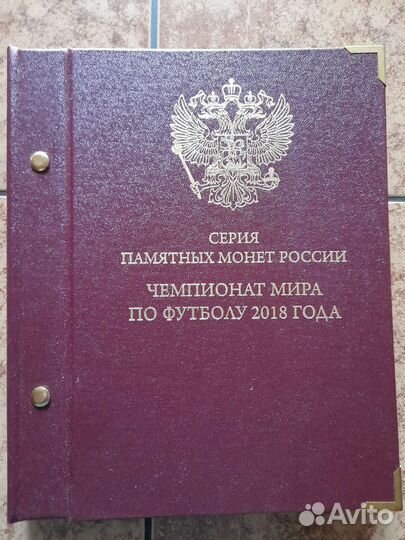 СЕРИЯ
ПАМЯТНЫХ МОНЕТ РОССИИ
ЧЕМПИОНАТ МИРА
ПО ФУТБОЛУ 2018 ГОДА
Avito